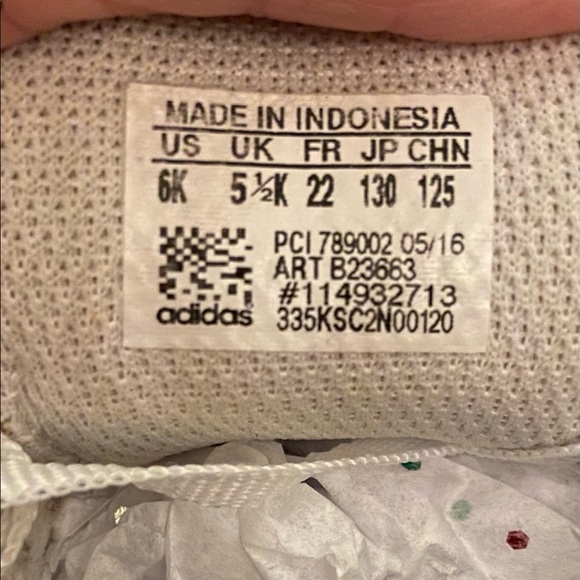 MADE IN INDONESIA
US UK FR JP CHN
6K 5½K 22 130 125
PCI 789002 05/16
ART B23663
#114932713
adidas 335KSC2N00120